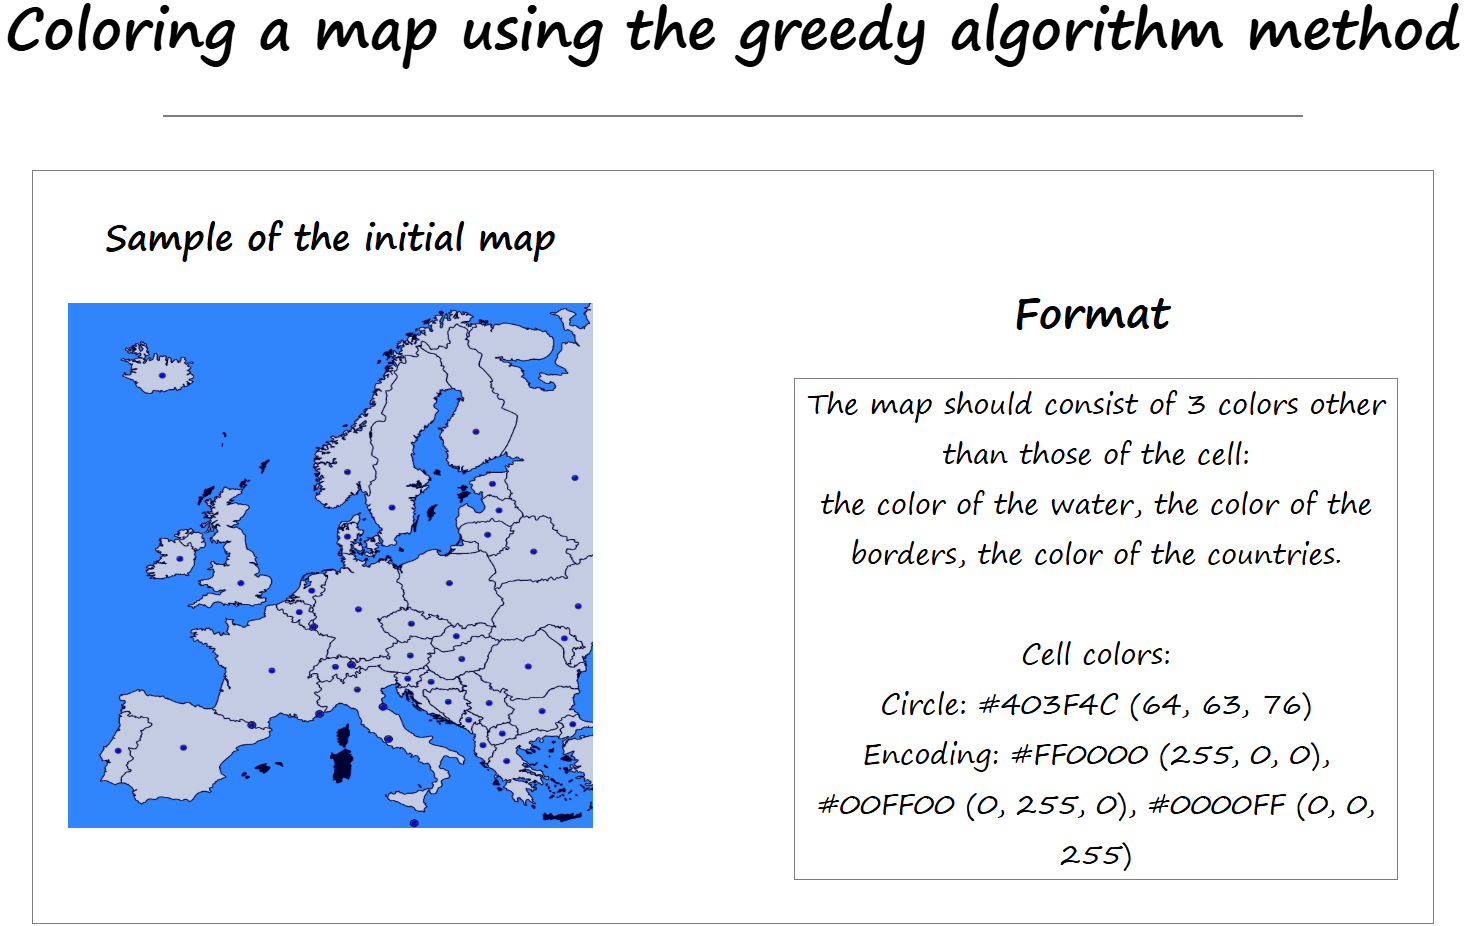 Coloring a map using the greedy algorithm method
Sample of the initial map
Format
The map should consist of 3 colors other
than those of the cell:
the color of the water, the color of the
borders, the color of the countries.
Cell colors:
Circle: #403F4C (64, 63, 76)
Encoding: #FF0000 (255, 0, 0),
#00FF00 (0, 255, 0), #0000FF (0, 0,
255)